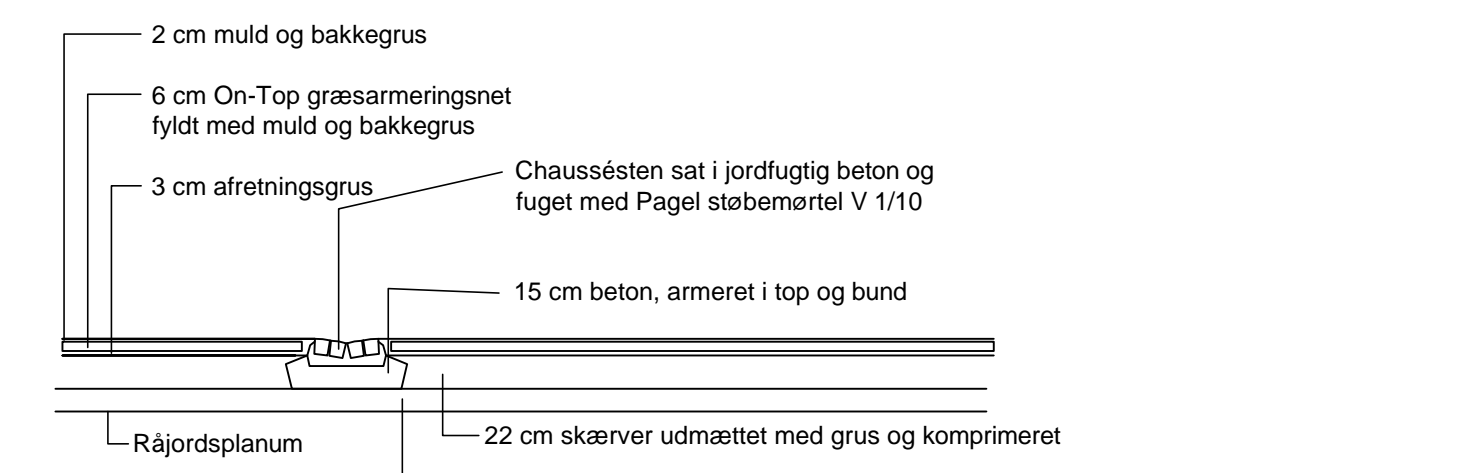 2 cm muld og bakkegrus
6 cm On-Top græsarmeringsnet
fyldt med muld og bakkegrus
3 cm afretningsgrus
Chaussésten sat i jordfugtig beton og
fuget med Pagel støbemørtel V 1/10
15 cm beton, armeret i top og bund
22 cm skærver udmættet med grus og komprimeret
Råjordsplanum